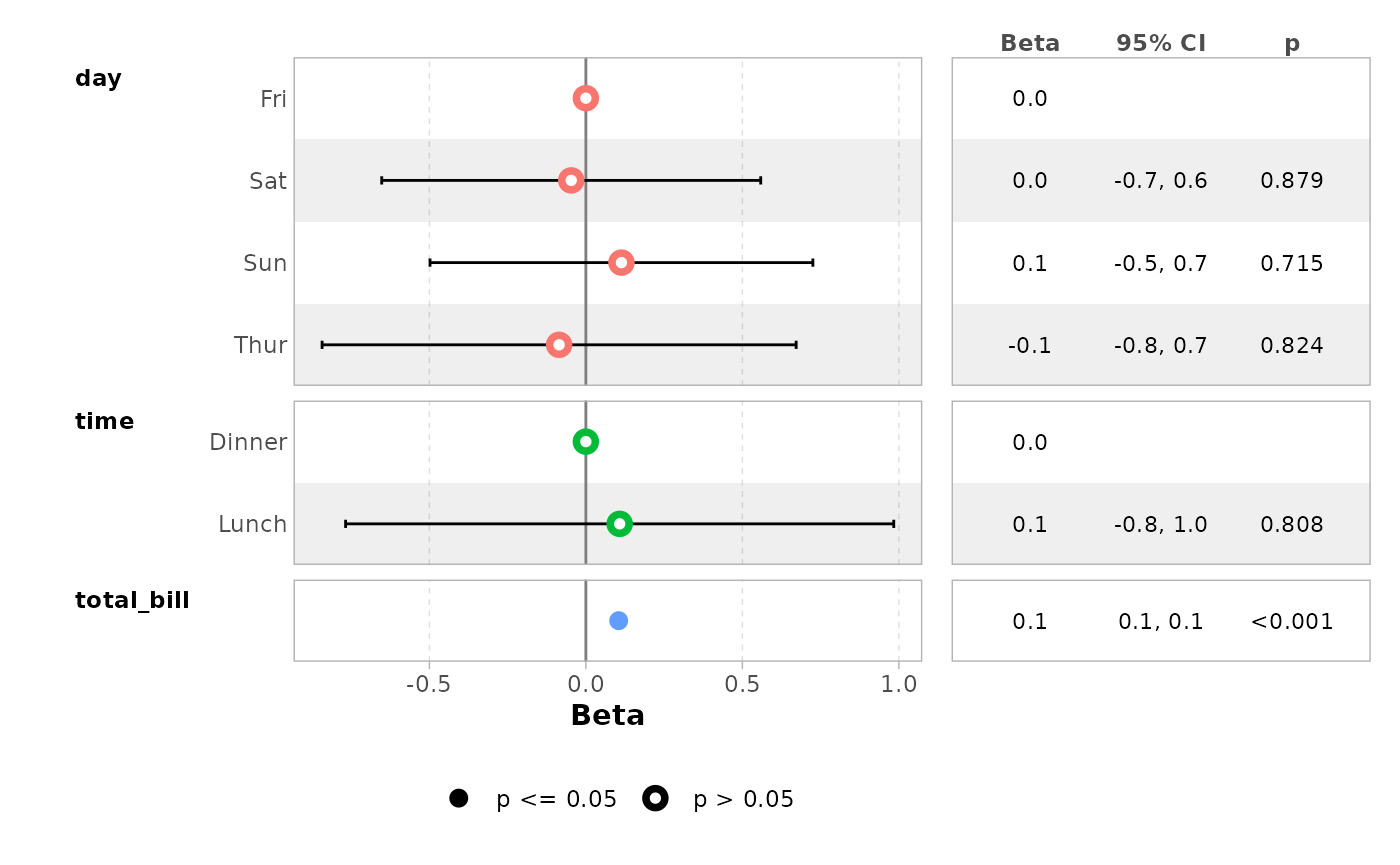 Beta 95% CI p
day
Fri 0.0
Sat 0.0 -0.7, 0.6 0.879
Sun 0.1 -0.5, 0.7 0.715
Thur -0.1 -0.8, 0.7 0.824
time
Dinner 0.0
Lunch 0.1 -0.8, 1.0 0.808
total_bill
0.1 0.1, 0.1 <0.001
-0.5 0.0 0.5 1.0
Beta
p <= 0.05 p > 0.05